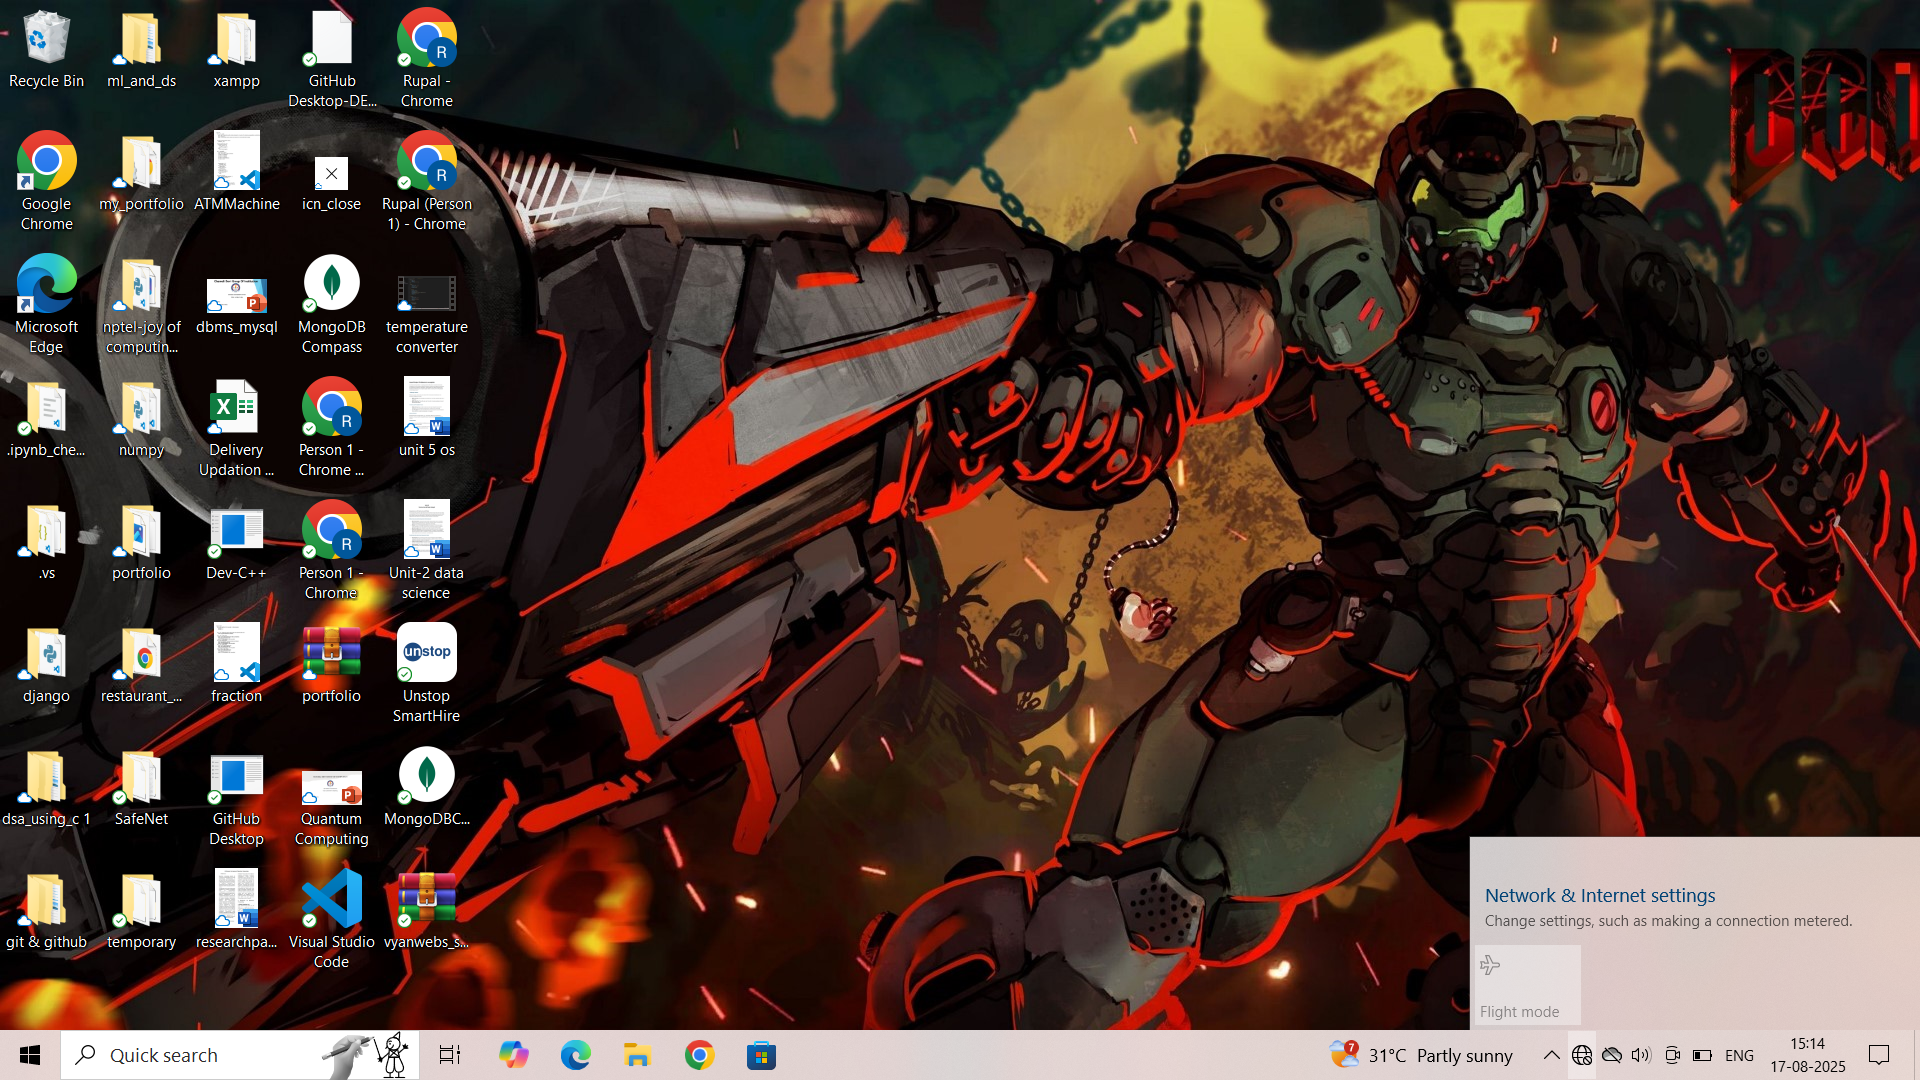 Recycle Bin
ml_and_ds
xampp
GitHub
Desktop-DE...
R
Rupal -
Chrome
Google
Chrome
my_portfolio
ATMMachine
icn_close
R
Rupal (Person
1) - Chrome
Microsoft
Edge
nptel-joy of
computin...
dbms_mysql
MongoDB
Compass
temperature
converter
.ipynb_che...
numpy
Delivery
Updation ...
R
Person 1 -
Chrome ...
unit 5 os
.vs
portfolio
Dev-C++
R
Person 1 -
Chrome
Unit-2 data
science
django
restaurant_...
fraction
portfolio
unstop
Unstop
SmartHire
dsa_using_c 1
SafeNet
GitHub
Desktop
Quantum
Computing
MongoDBC...
git & github
temporary
researchpa...
Visual Studio
Code
vyanwebs_s...
Network & Internet settings
Change settings, such as making a connection metered.
Flight mode
Quick search
7
31°C Partly sunny
ENG
15:14
17-08-2025